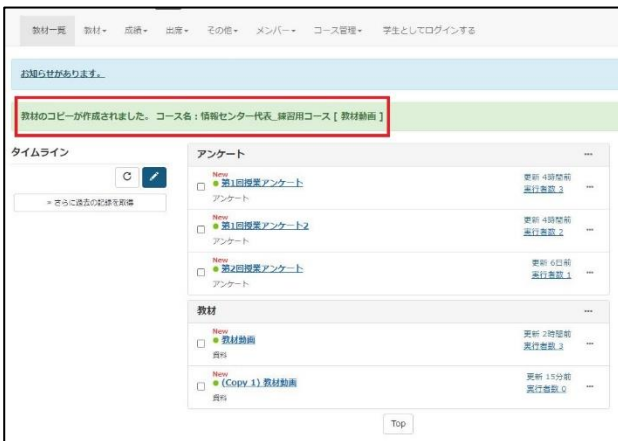 教材一覧 教材 成績 出席 その他 メンバー コース管理 学生としてログインする
お知らせがあります。
教材のコピーが作成されました。 コース名:情報センター代表_練習用コース [ 教材動画 ]
タイムライン
» さらに過去の記録を取得
アンケート ...
New
第1回授業アンケート
アンケート
更新 4時間前
実行者数 3 ...
New
第1回授業アンケート2
アンケート
更新 4時間前
実行者数 2 ...
New
第2回授業アンケート
アンケート
更新 6日前
実行者数 1 ...
教材 ...
New
教材動画
資料
更新 2時間前
実行者数 3 ...
New
(Copy 1) 教材動画
資料
更新 15分前
実行者数 0 ...
Top